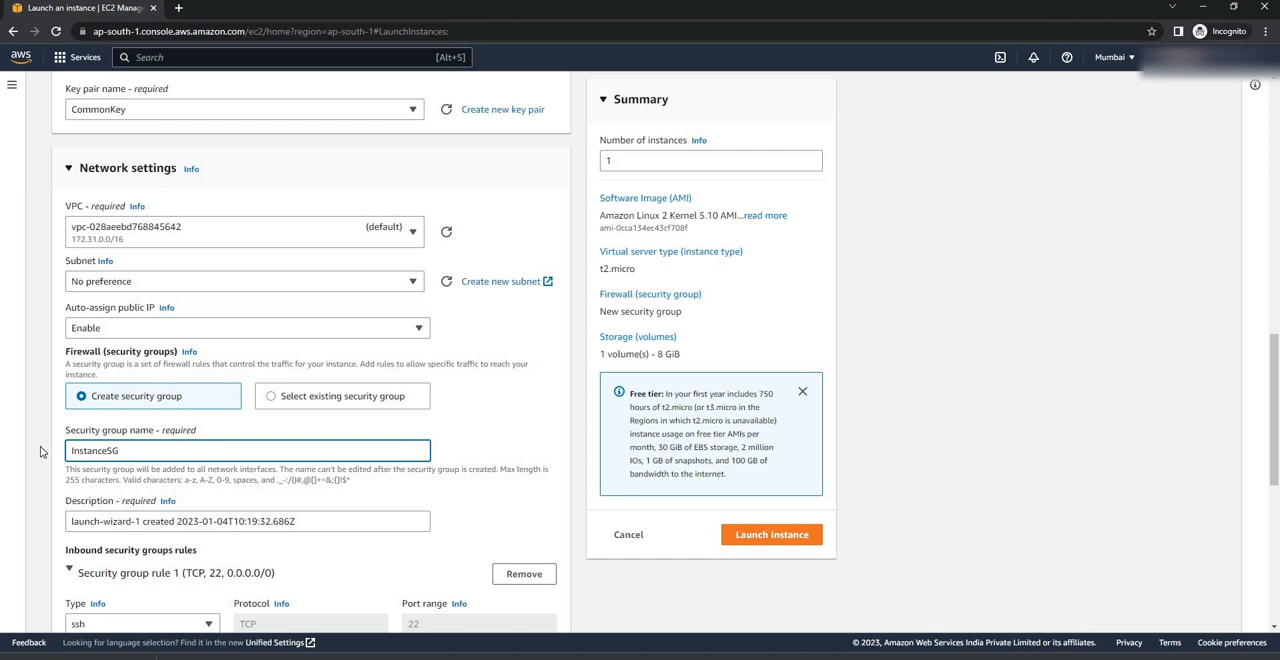 Launch an instance | EC2 Manag
ap-south-1.console.aws.amazon.com/ec2/home?region=ap-south-1#LaunchInstances:
Incognito
aws
Services
Search
[Alt+S]
Mumbai
Key pair name - required
CommonKey
Create new key pair
Network settings Info
VPC - required Info
vpc-028aeebd768845642 (default)
172.31.0.0/16
Subnet Info
No preference
Create new subnet
Auto-assign public IP Info
Enable
Firewall (security groups) Info
A security group is a set of firewall rules that control the traffic for your instance. Add rules to allow specific traffic to reach your
instance.
Create security group
Select existing security group
Security group name - required
InstanceSG
This security group will be added to all network interfaces. The name can't be edited after the security group is created. Max length is
255 characters. Valid characters: a-z, A-Z, 0-9, spaces, and ._-:/()#,@[]+=&;{}!$*
Description - required Info
launch-wizard-1 created 2023-01-04T10:19:32.686Z
Inbound security groups rules
Security group rule 1 (TCP, 22, 0.0.0.0/0)
Remove
Type Info
Protocol Info
Port range Info
ssh
TCP
22
Summary
Number of instances Info
1
Software Image (AMI)
Amazon Linux 2 Kernel 5.10 AMI...read more
ami-0cca134ec43cf708f
Virtual server type (instance type)
t2.micro
Firewall (security group)
New security group
Storage (volumes)
1 volume(s) - 8 GiB
Free tier: In your first year includes 750
hours of t2.micro (or t3.micro in the
Regions in which t2.micro is unavailable)
instance usage on free tier AMIs per
month, 30 GiB of EBS storage, 2 million
IOs, 1 GB of snapshots, and 100 GB of
bandwidth to the internet.
Cancel
Launch instance
Feedback
Looking for language selection? Find it in the new Unified Settings
© 2023, Amazon Web Services India Private Limited or its affiliates.
Privacy
Terms
Cookie preferences